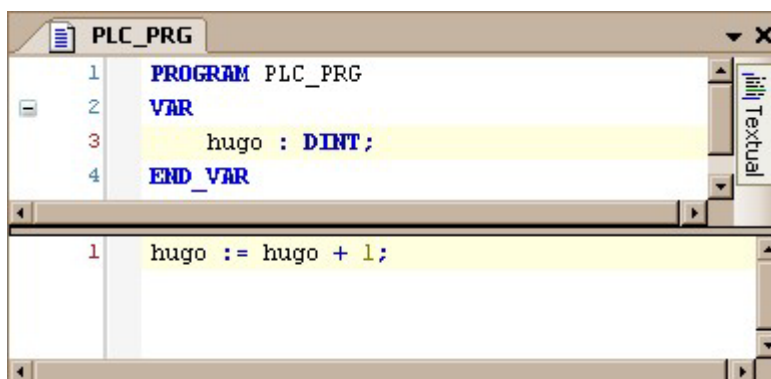 PLC_PRG
1 PROGRAM PLC_PRG
2 VAR
3 hugo : DINT;
4 END_VAR
Textual
1 hugo := hugo + 1;